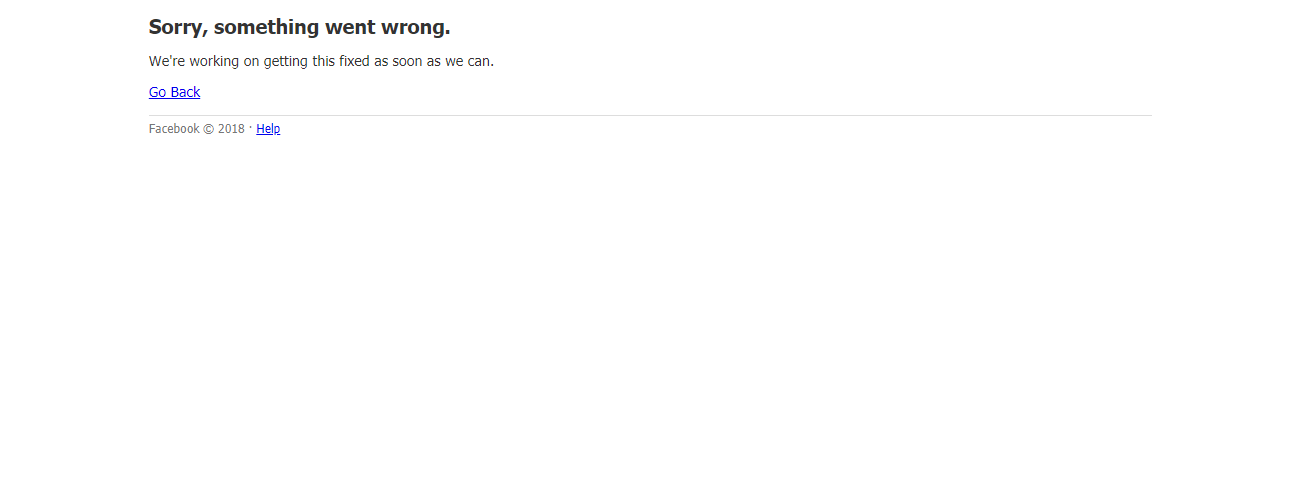 Sorry, something went wrong.
We're working on getting this fixed as soon as we can.
Go Back
Facebook © 2018 · Help